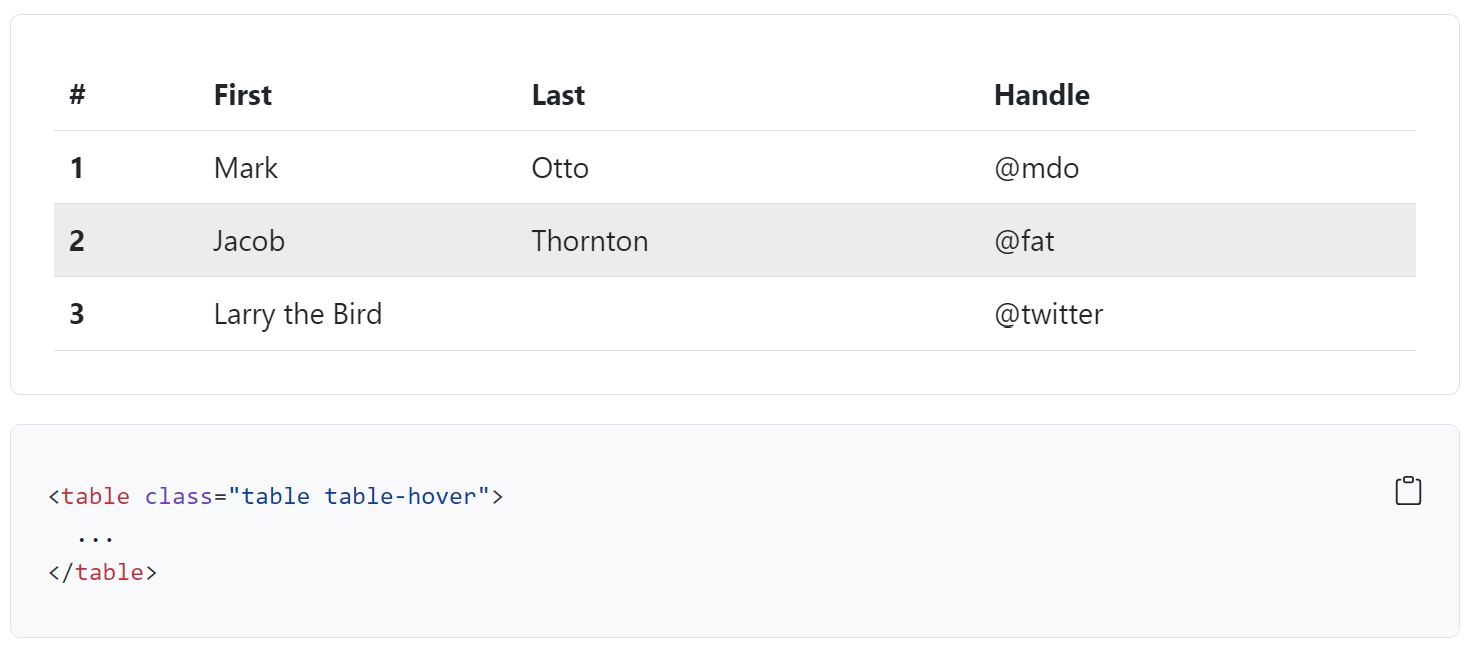 # First Last Handle
1 Mark Otto @mdo
2 Jacob Thornton @fat
3 Larry the Bird @twitter
<table class="table table-hover">
  ...
</table>